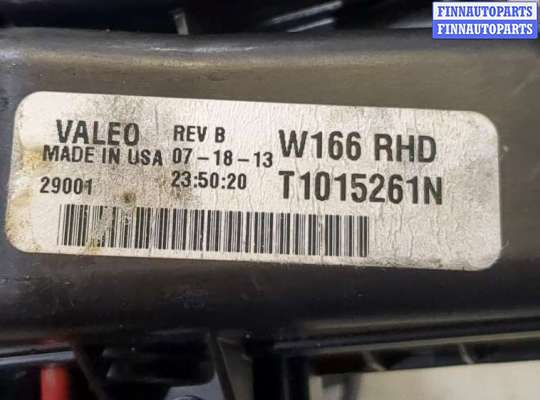 FINNAUTOPARTS
FINNAUTOPARTS
VALEO REV B W166 RHD
MADE IN USA 07-18-13
29001 23:50:20 T1015261N